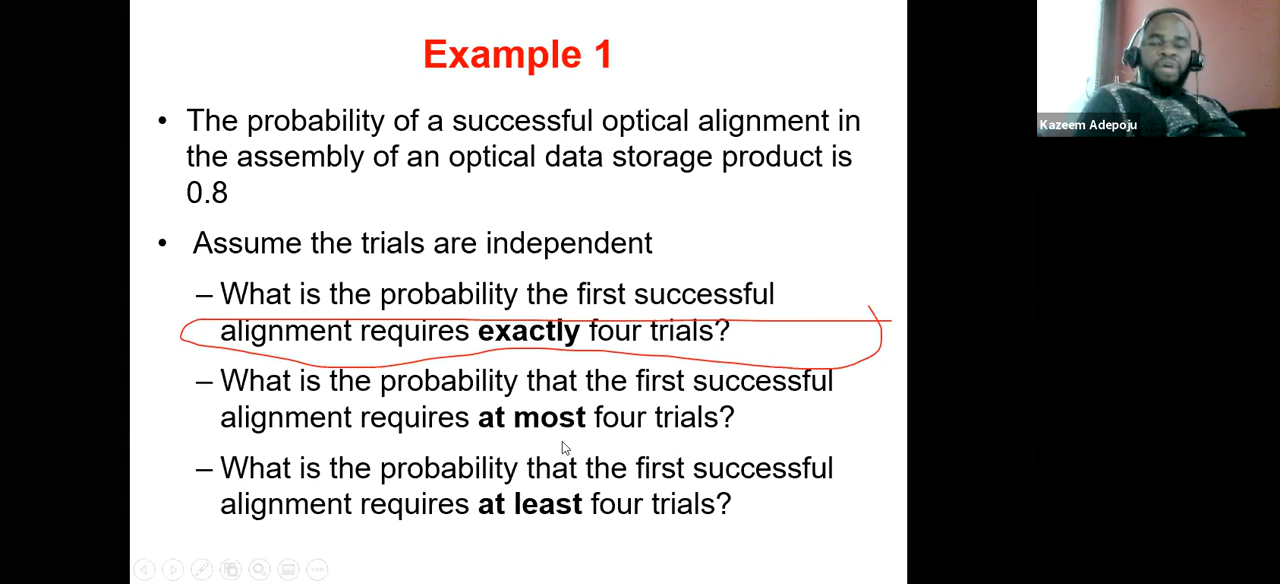 Example 1
• The probability of a successful optical alignment in
the assembly of an optical data storage product is
0.8
• Assume the trials are independent
– What is the probability the first successful
alignment requires exactly four trials?
– What is the probability that the first successful
alignment requires at most four trials?
– What is the probability that the first successful
alignment requires at least four trials?
Kazeem Adepoju